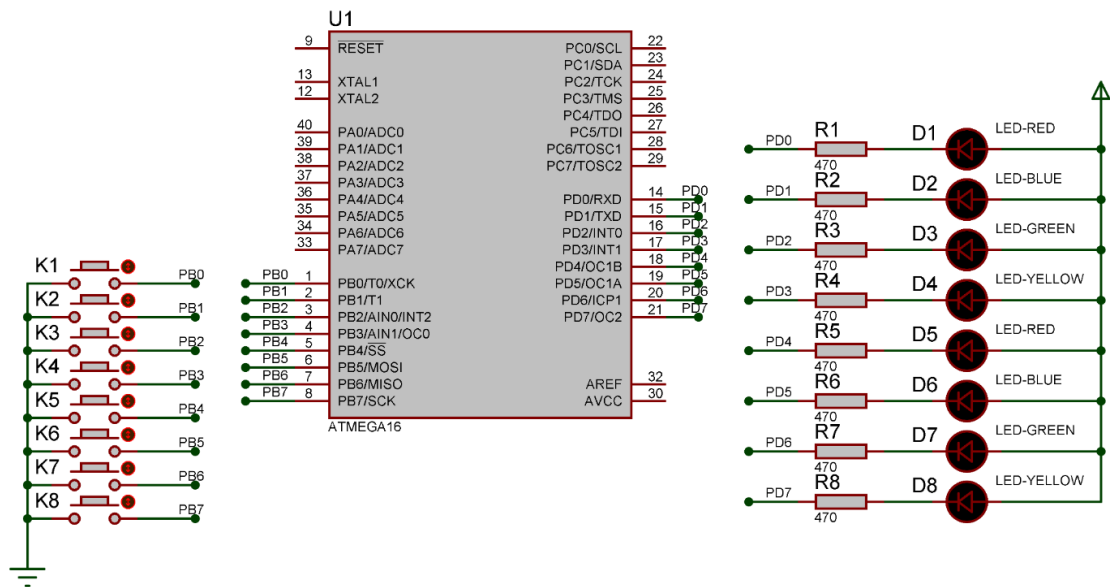 U1
9 RESET
13 XTAL1
12 XTAL2
40 PA0/ADC0
39 PA1/ADC1
38 PA2/ADC2
37 PA3/ADC3
36 PA4/ADC4
35 PA5/ADC5
34 PA6/ADC6
33 PA7/ADC7
PB0 1 PB0/T0/XCK
PB1 2 PB1/T1
PB2 3 PB2/AIN0/INT2
PB3 4 PB3/AIN1/OC0
PB4 5 PB4/SS
PB5 6 PB5/MOSI
PB6 7 PB6/MISO
PB7 8 PB7/SCK
PC0/SCL 22
PC1/SDA 23
PC2/TCK 24
PC3/TMS 25
PC4/TDO 26
PC5/TDI 27
PC6/TOSC1 28
PC7/TOSC2 29
PD0/RXD 14 PD0
PD1/TXD 15 PD1
PD2/INT0 16 PD2
PD3/INT1 17 PD3
PD4/OC1B 18 PD4
PD5/OC1A 19 PD5
PD6/ICP1 20 PD6
PD7/OC2 21 PD7
AREF 32
AVCC 30
ATMEGA16
K1 PB0
K2 PB1
K3 PB2
K4 PB3
K5 PB4
K6 PB5
K7 PB6
K8 PB7
PD0 R1 D1 LED-RED
470
PD1 R2 D2 LED-BLUE
470
PD2 R3 D3 LED-GREEN
470
PD3 R4 D4 LED-YELLOW
470
PD4 R5 D5 LED-RED
470
PD5 R6 D6 LED-BLUE
470
PD6 R7 D7 LED-GREEN
470
PD7 R8 D8 LED-YELLOW
470